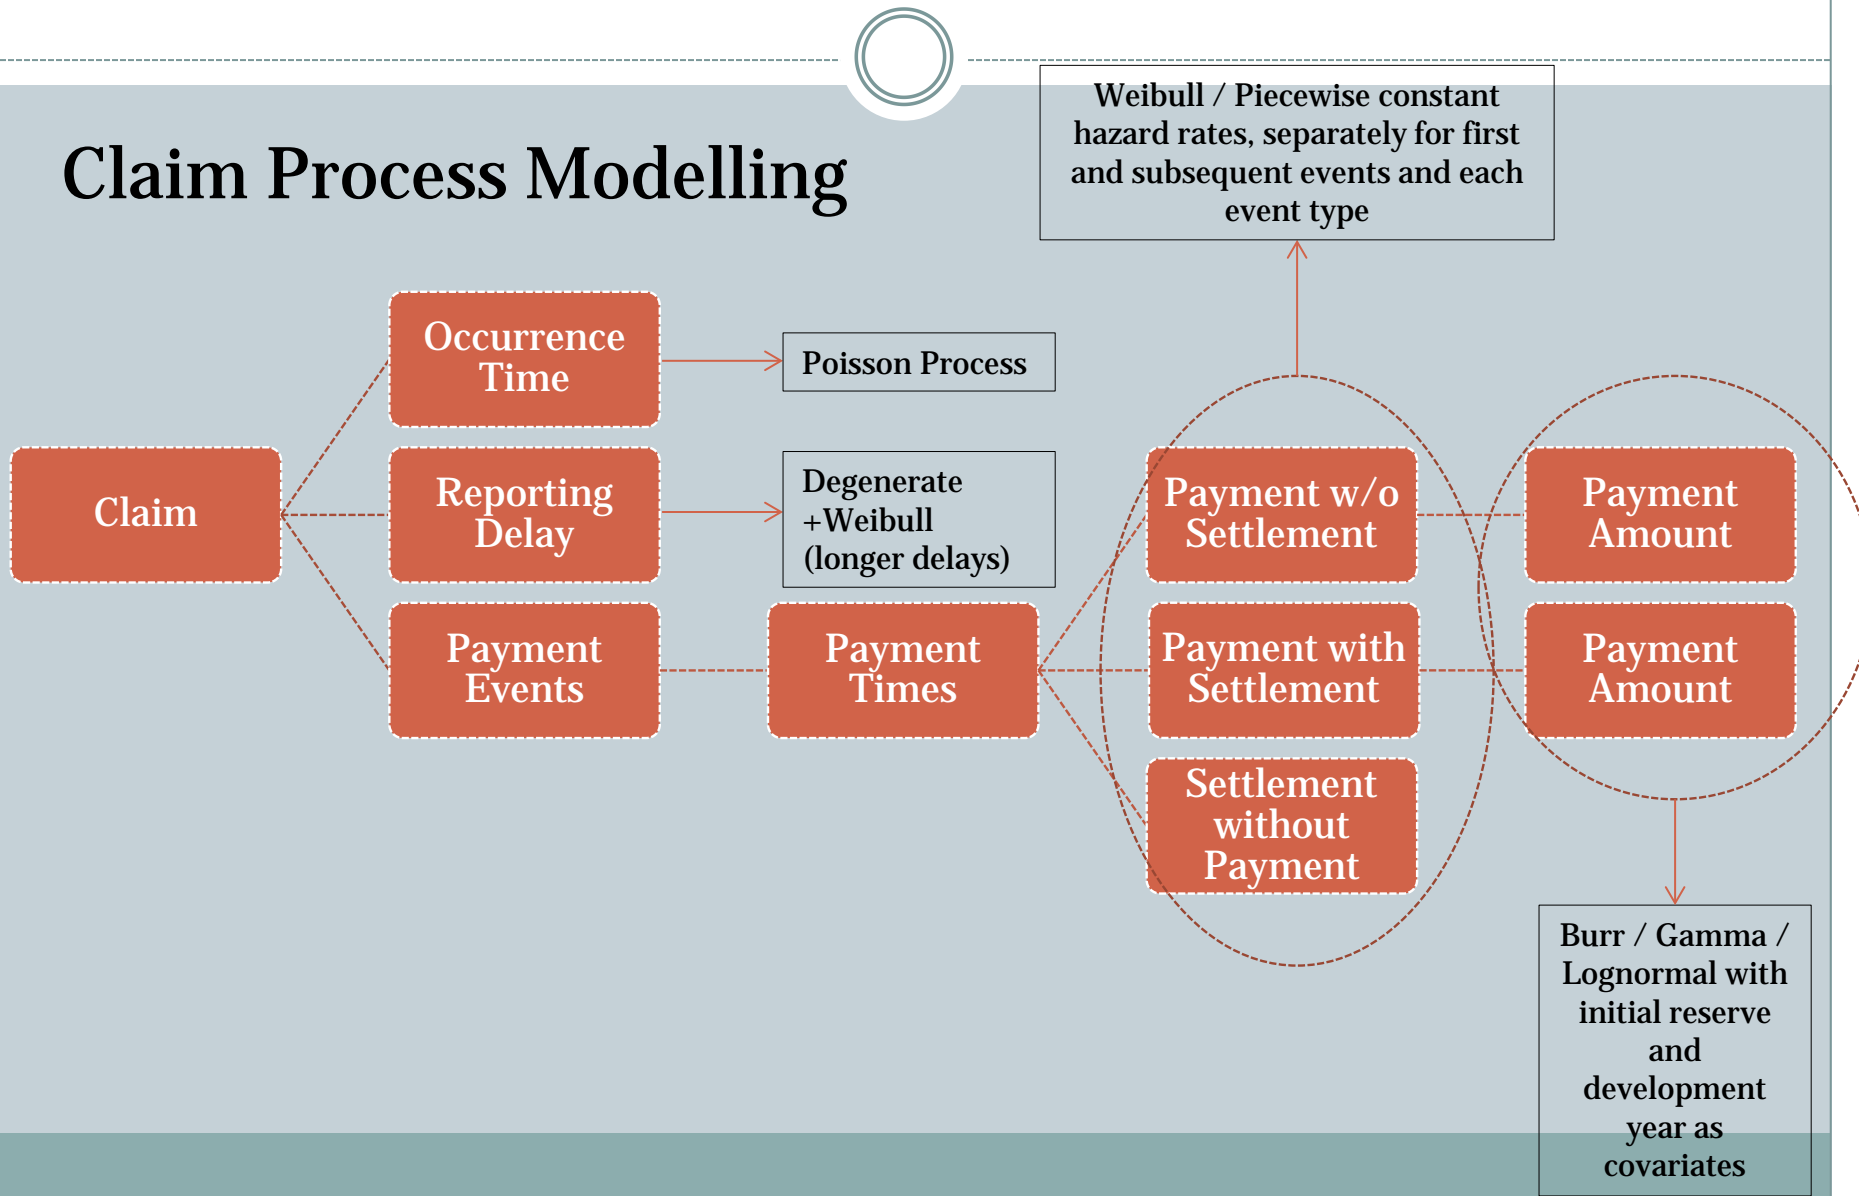 Claim Process Modelling
Weibull / Piecewise constant
hazard rates, separately for first
and subsequent events and each
event type
Claim
Occurrence
Time
Poisson Process
Reporting
Delay
Degenerate
+Weibull
(longer delays)
Payment
Events
Payment
Times
Payment w/o
Settlement
Payment
Amount
Payment with
Settlement
Payment
Amount
Settlement
without
Payment
Burr / Gamma /
Lognormal with
initial reserve
and
development
year as
covariates